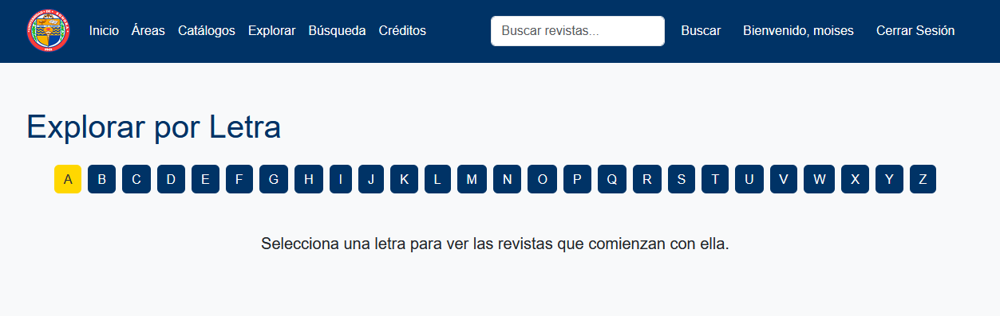 Inicio Áreas Catálogos Explorar Búsqueda Créditos Buscar revistas... Buscar Bienvenido, moises Cerrar Sesión
Explorar por Letra
A B C D E F G H I J K L M N O P Q R S T U V W X Y Z
Selecciona una letra para ver las revistas que comienzan con ella.